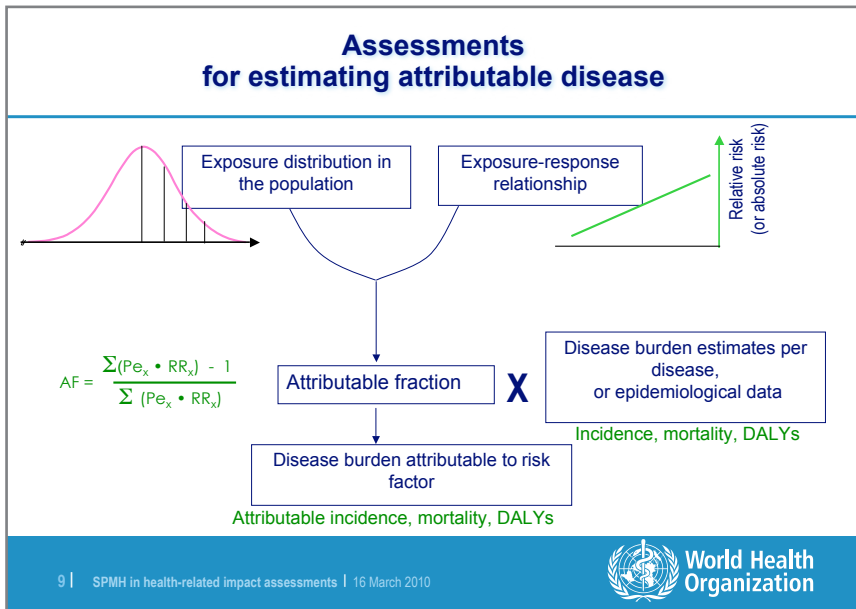 Assessments
for estimating attributable disease
Exposure distribution in
the population
Exposure-response
relationship
Relative risk
(or absolute risk)
AF = Σ(Peₓ • RRₓ) - 1
Σ (Peₓ • RRₓ)
Attributable fraction
X
Disease burden estimates per
disease,
or epidemiological data
Incidence, mortality, DALYs
Disease burden attributable to risk
factor
Attributable incidence, mortality, DALYs
9 | SPMH in health-related impact assessments | 16 March 2010
World Health
Organization